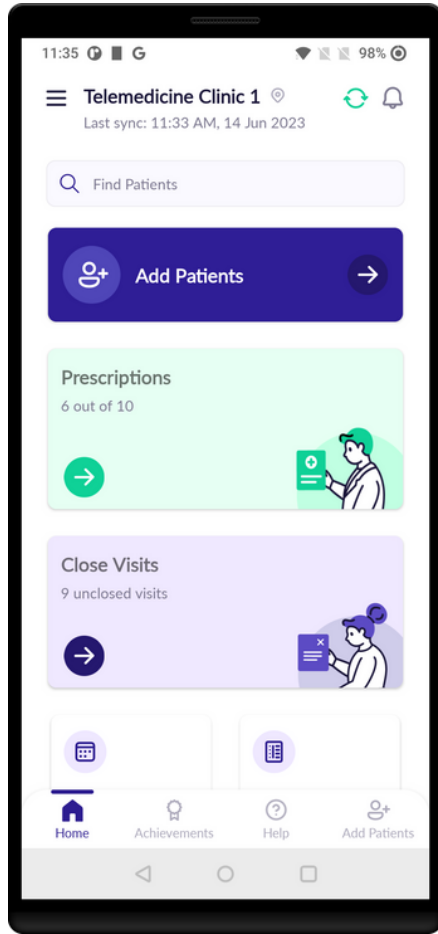 11:35 G 98%
Telemedicine Clinic 1
Last sync: 11:33 AM, 14 Jun 2023
Find Patients
Add Patients
Prescriptions
6 out of 10
Close Visits
9 unclosed visits
Home Achievements Help Add Patients